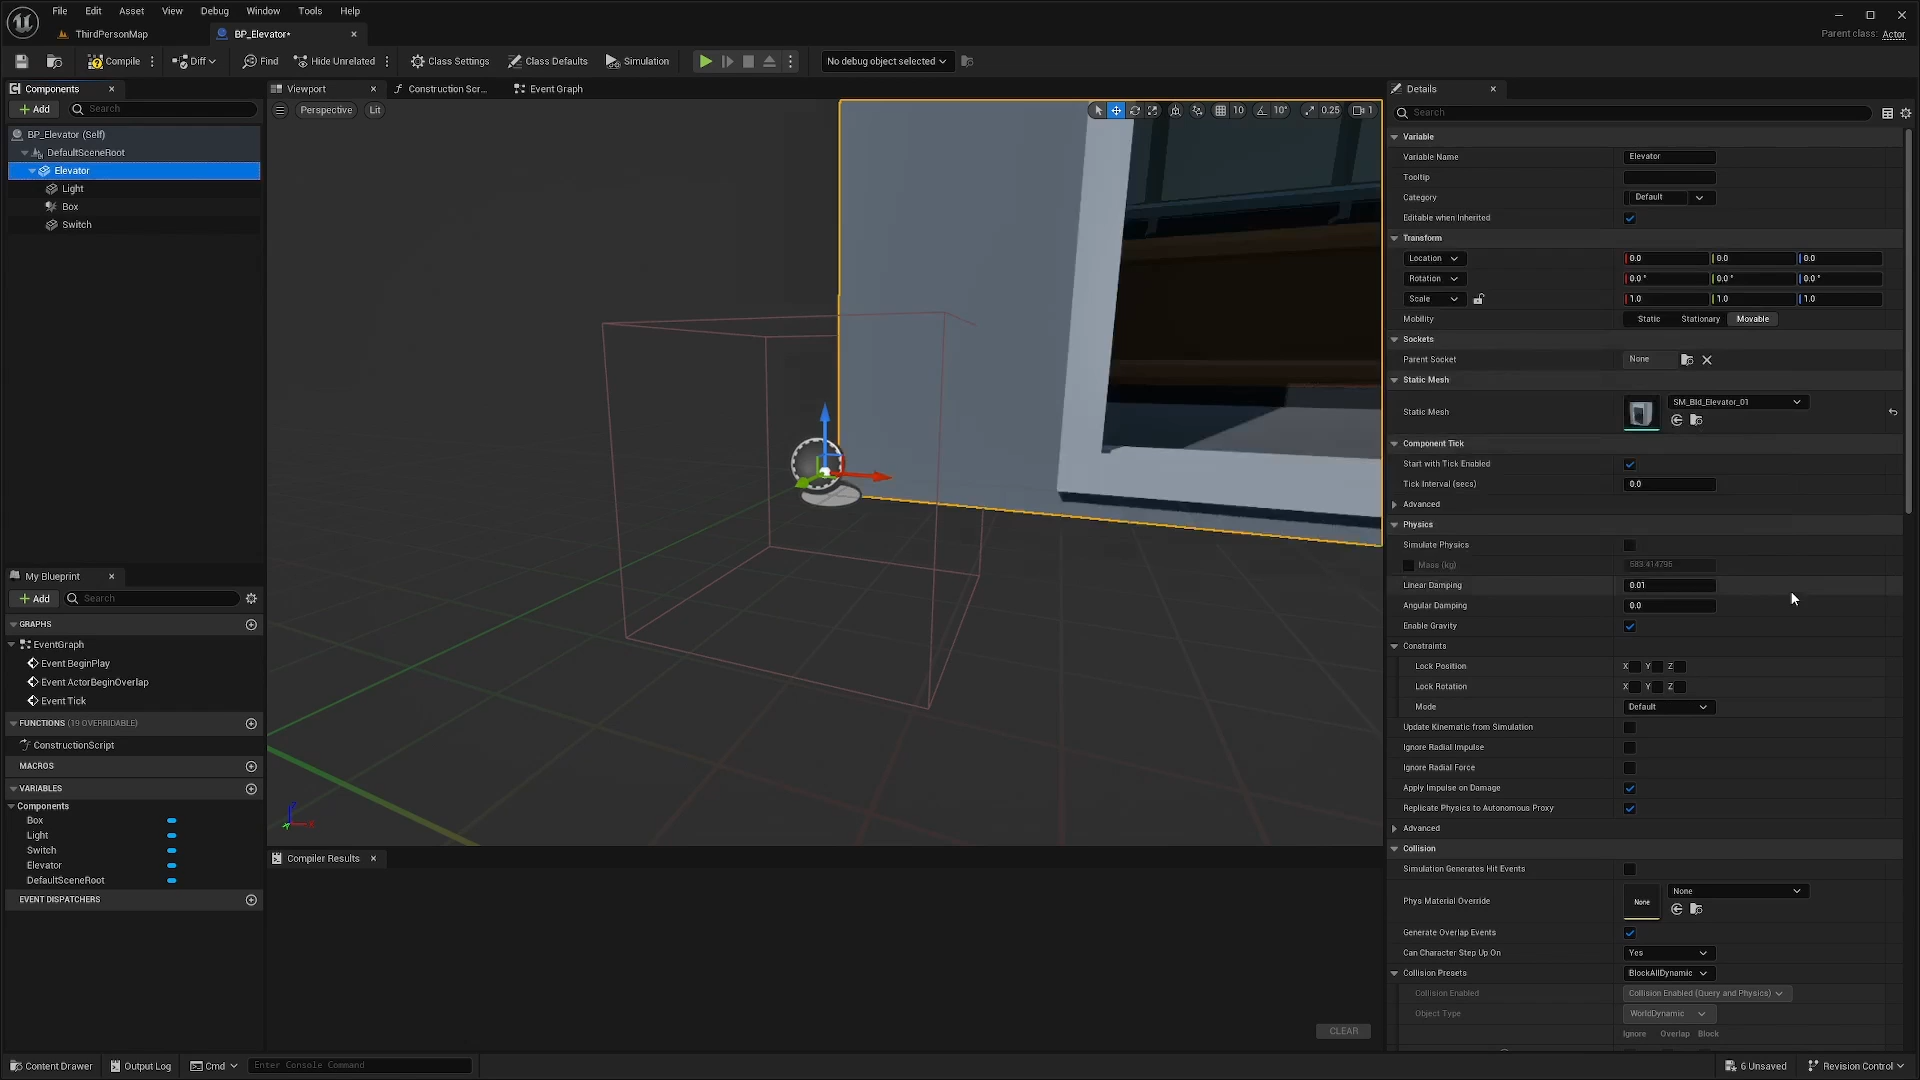 File Edit Asset View Debug Window Tools Help
ThirdPersonMap
BP_Elevator*
Parent class: Actor
Compile
Diff
Find
Hide Unrelated
Class Settings
Class Defaults
Simulation
No debug object selected
Components
Viewport
Construction Scr...
Event Graph
Details
Add
Search
Perspective
Lit
10
10°
0.25
1
Search
BP_Elevator (Self)
DefaultSceneRoot
Elevator
Light
Box
Switch
Variable
Variable Name
Elevator
Tooltip
Category
Default
Editable when Inherited
Transform
Location
0.0 0.0 0.0
Rotation
0.0° 0.0° 0.0°
Scale
1.0 1.0 1.0
Mobility
Static Stationary Movable
Sockets
Parent Socket
None
Static Mesh
Static Mesh
SM_Bld_Elevator_01
Component Tick
Start with Tick Enabled
Tick Interval (secs)
0.0
Advanced
Physics
Simulate Physics
Mass (kg)
583.414795
Linear Damping
0.01
Angular Damping
0.0
Enable Gravity
Constraints
Lock Position
X Y Z
Lock Rotation
X Y Z
Mode
Default
Update Kinematic from Simulation
Ignore Radial Impulse
Ignore Radial Force
Apply Impulse on Damage
Replicate Physics to Autonomous Proxy
Advanced
Collision
Simulation Generates Hit Events
Phys Material Override
None
None
Generate Overlap Events
Can Character Step Up On
Yes
Collision Presets
BlockAllDynamic
Collision Enabled
Collision Enabled (Query and Physics)
Object Type
WorldDynamic
Ignore Overlap Block
My Blueprint
Add
Search
GRAPHS
EventGraph
Event BeginPlay
Event ActorBeginOverlap
Event Tick
FUNCTIONS (19 OVERRIDABLE)
ConstructionScript
MACROS
VARIABLES
Components
Box
Light
Switch
Elevator
DefaultSceneRoot
EVENT DISPATCHERS
Z
X
Compiler Results
CLEAR
Content Drawer
Output Log
Cmd
Enter Console Command
6 Unsaved
Revision Control